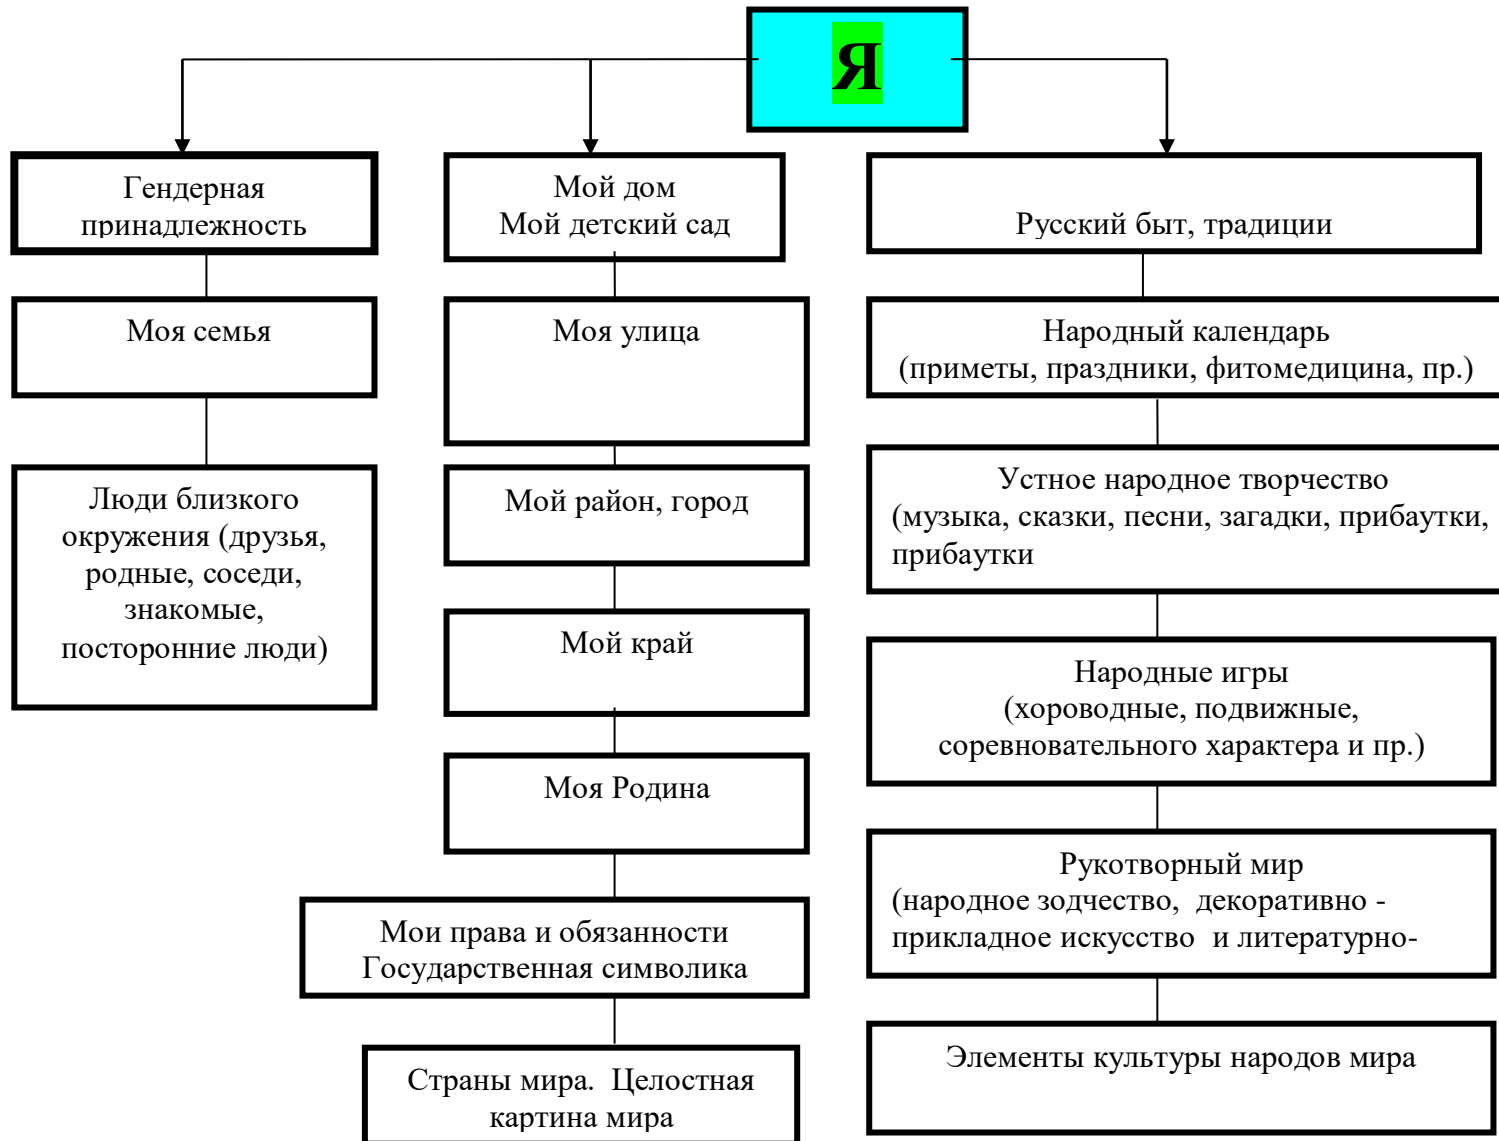 Я
Гендерная
принадлежность
Моя семья
Люди близкого
окружения (друзья,
родные, соседи,
знакомые,
посторонние люди)
Мой дом
Мой детский сад
Моя улица
Мой район, город
Мой край
Моя Родина
Мои права и обязанности
Государственная символика
Страны мира. Целостная
картина мира
Русский быт, традиции
Народный календарь
(приметы, праздники, фитомедицина, пр.)
Устное народное творчество
(музыка, сказки, песни, загадки, прибаутки,
прибаутки
Народные игры
(хороводные, подвижные,
соревновательного характера и пр.)
Рукотворный мир
(народное зодчество, декоративно -
прикладное искусство и литературно-
Элементы культуры народов мира